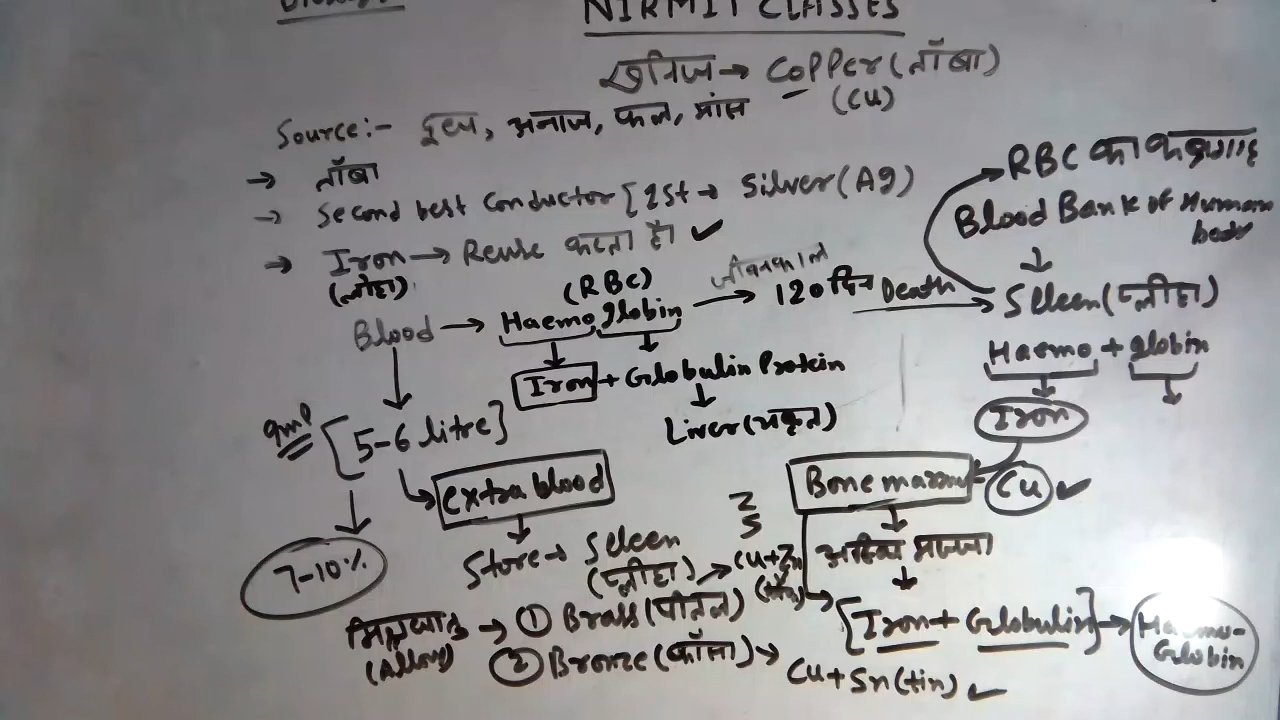 Biology
NIRMIT CLASSES
खनिज → Copper (ताँबा)
(Cu)
Source:- दूध, अनाज, फल, मांस
→ ताँबा
→ Second best conductor [1st → Silver (Ag)
→ Iron → Reuse करता है ✓
(लोहा)
RBC का कब्रगाह
Blood Bank of Human
body
↓
Sleen (प्लीहा)
Blood → Haemoglobin
(RBC)
→ जीवनकाल 120 दिन Death →
Iron + Globulin Protein
↓
Liver (यकृत)
Haemo + globin
Iron
Cu ✓
Bone marrow
अस्थि मज्जा
[Iron + Globulin] → Haemo-
Globin
Imp [5-6 litre]
7-10%
Extra blood
Store → Sleen
(प्लीहा)
Z
S
मिश्रधातु → ① Brass (पीतल) → Cu+Zn
(Alloy)
② Bronze (काँसा) →
Cu + Sn (tin) ✓